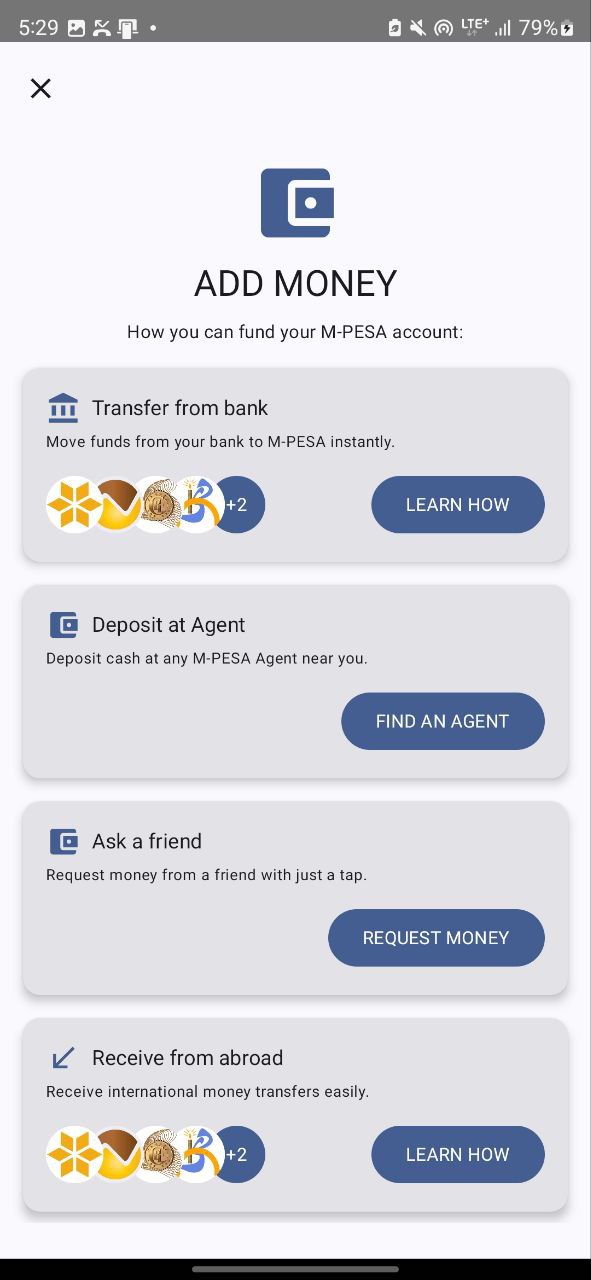 5:29
LTE+
79%
ADD MONEY
How you can fund your M-PESA account:
Transfer from bank
Move funds from your bank to M-PESA instantly.
+2
LEARN HOW
Deposit at Agent
Deposit cash at any M-PESA Agent near you.
FIND AN AGENT
Ask a friend
Request money from a friend with just a tap.
REQUEST MONEY
Receive from abroad
Receive international money transfers easily.
+2
LEARN HOW